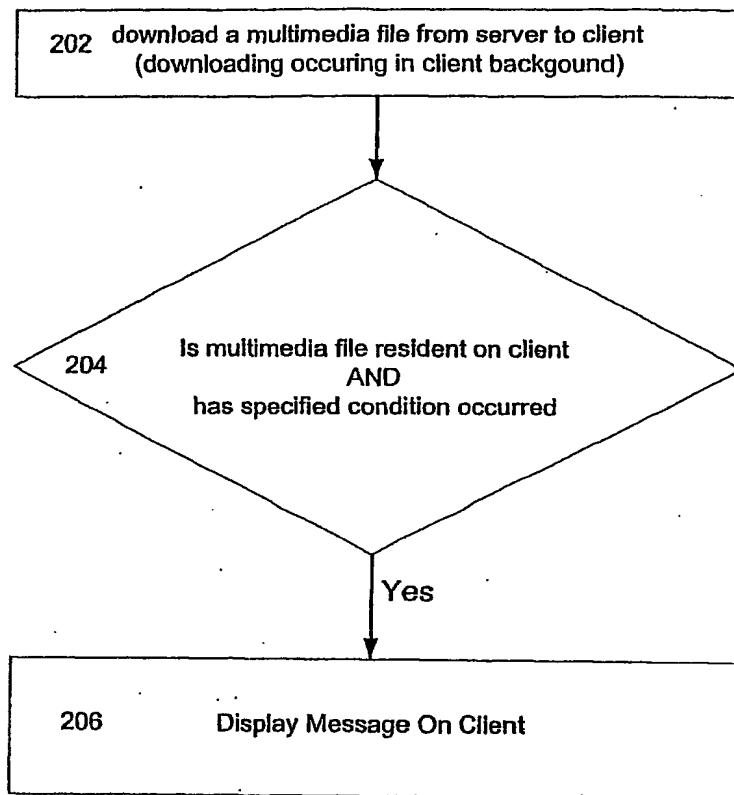 202 download a multimedia file from server to client
(downloading occuring in client backgound)
204 Is multimedia file resident on client
AND
has specified condition occurred
Yes
206 Display Message On Client